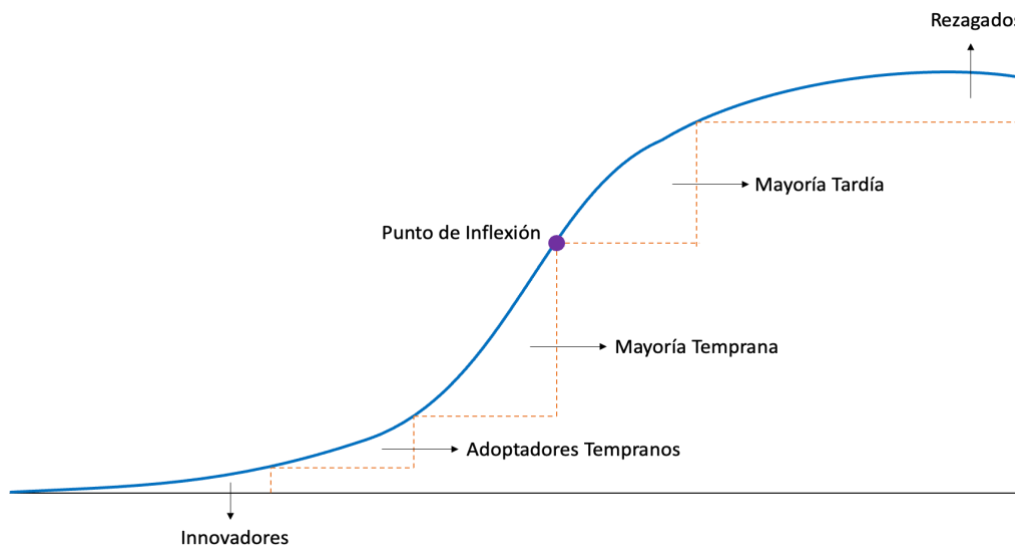 Rezagados
Mayoría Tardía
Punto de Inflexión
Mayoría Temprana
Adoptadores Tempranos
Innovadores